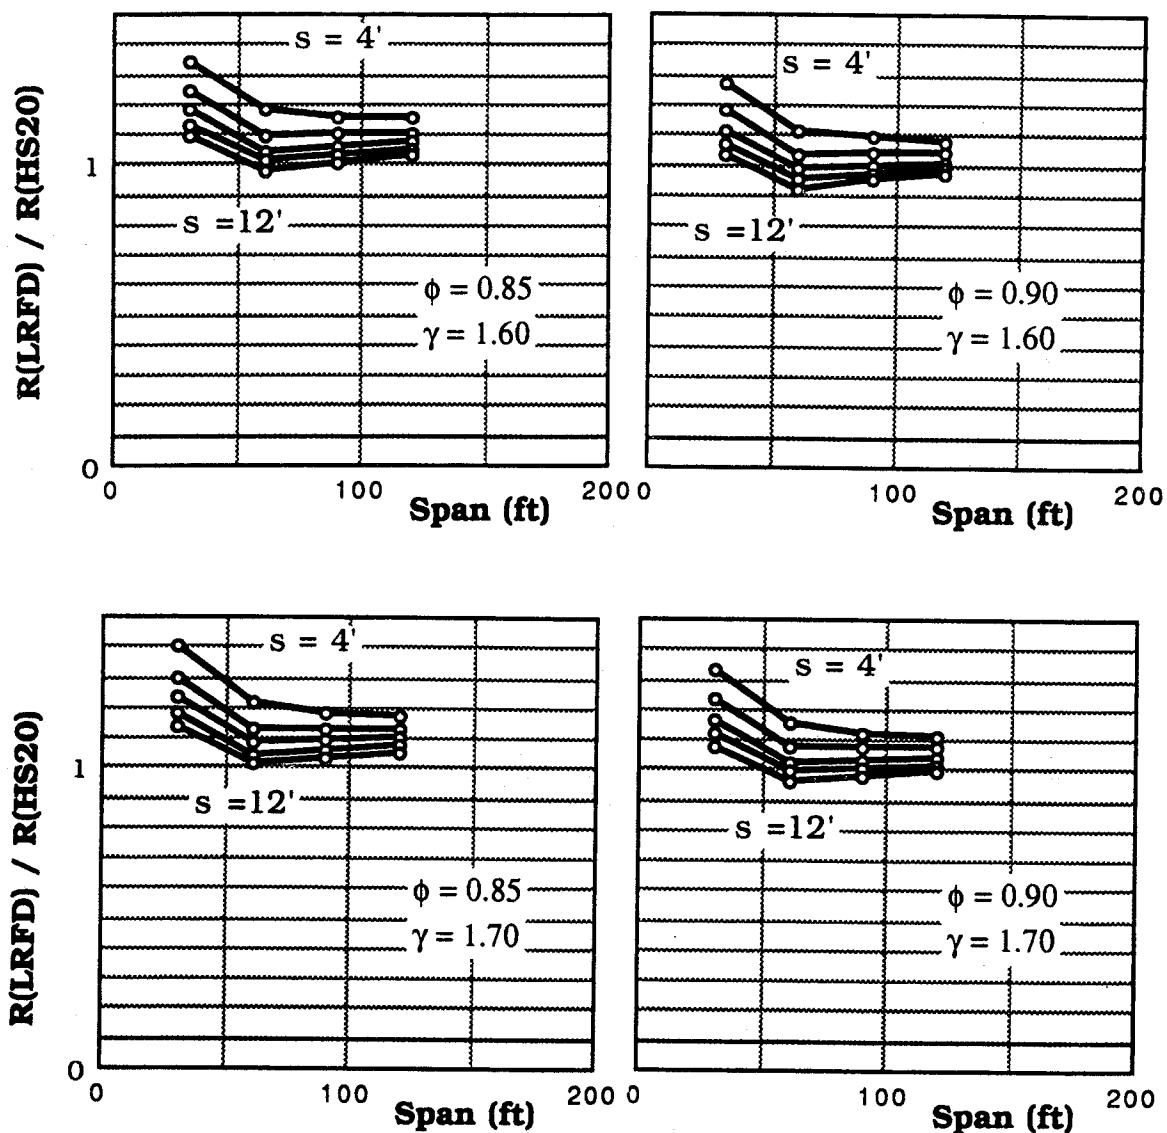 R(LRFD) / R(HS20)
s = 4'
1
s =12'
ϕ = 0.85
γ = 1.60
0
0
100
200
Span (ft)
s = 4'
s =12'
ϕ = 0.90
γ = 1.60
0
100
200
Span (ft)
R(LRFD) / R(HS20)
s = 4'
1
s =12'
ϕ = 0.85
γ = 1.70
0
0
100
200
Span (ft)
s = 4'
s =12'
ϕ = 0.90
γ = 1.70
0
100
200
Span (ft)